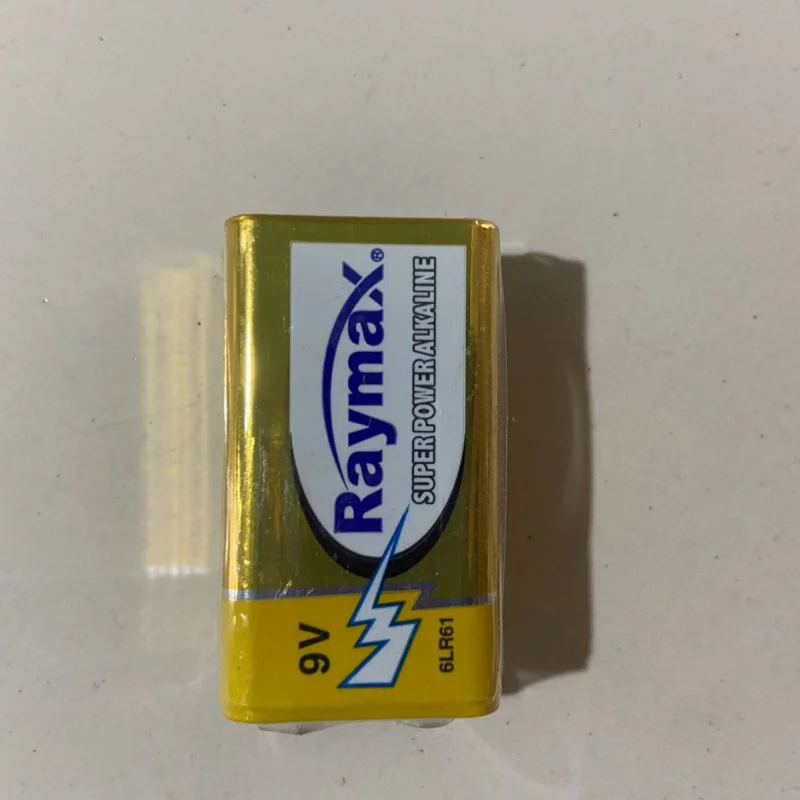 Raymax®
SUPER POWER ALKALINE
9V
6LR61